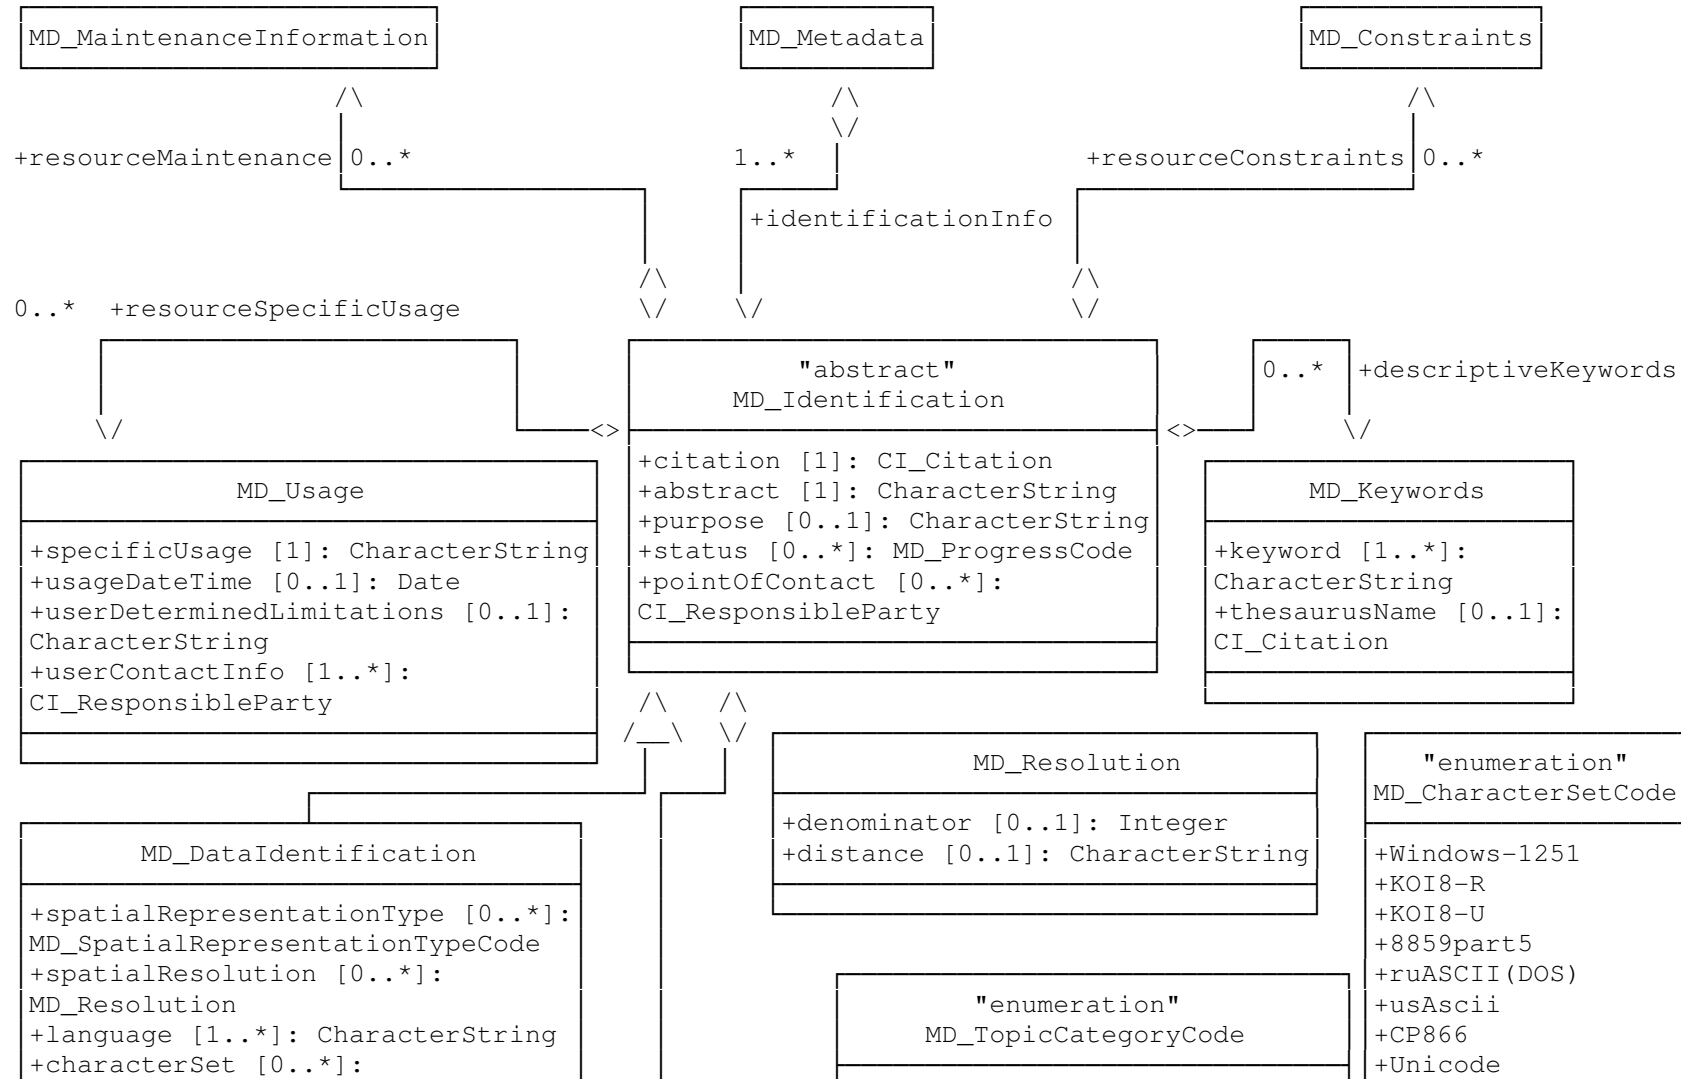 MD_MaintenanceInformation
MD_Metadata
MD_Constraints
+resourceMaintenance
0..*
1..*
+resourceConstraints
0..*
+identificationInfo
0..*
+resourceSpecificUsage
"abstract"
MD_Identification
+citation [1]: CI_Citation
+abstract [1]: CharacterString
+purpose [0..1]: CharacterString
+status [0..*]: MD_ProgressCode
+pointOfContact [0..*]:
CI_ResponsibleParty
0..*
+descriptiveKeywords
MD_Usage
+specificUsage [1]: CharacterString
+usageDateTime [0..1]: Date
+userDeterminedLimitations [0..1]:
CharacterString
+userContactInfo [1..*]:
CI_ResponsibleParty
MD_Keywords
+keyword [1..*]:
CharacterString
+thesaurusName [0..1]:
CI_Citation
MD_Resolution
+denominator [0..1]: Integer
+distance [0..1]: CharacterString
"enumeration"
MD_CharacterSetCode
+Windows-1251
+KOI8-R
+KOI8-U
+8859part5
+ruASCII(DOS)
+usAscii
+CP866
+Unicode
MD_DataIdentification
+spatialRepresentationType [0..*]:
MD_SpatialRepresentationTypeCode
+spatialResolution [0..*]:
MD_Resolution
+language [1..*]: CharacterString
+characterSet [0..*]:
"enumeration"
MD_TopicCategoryCode